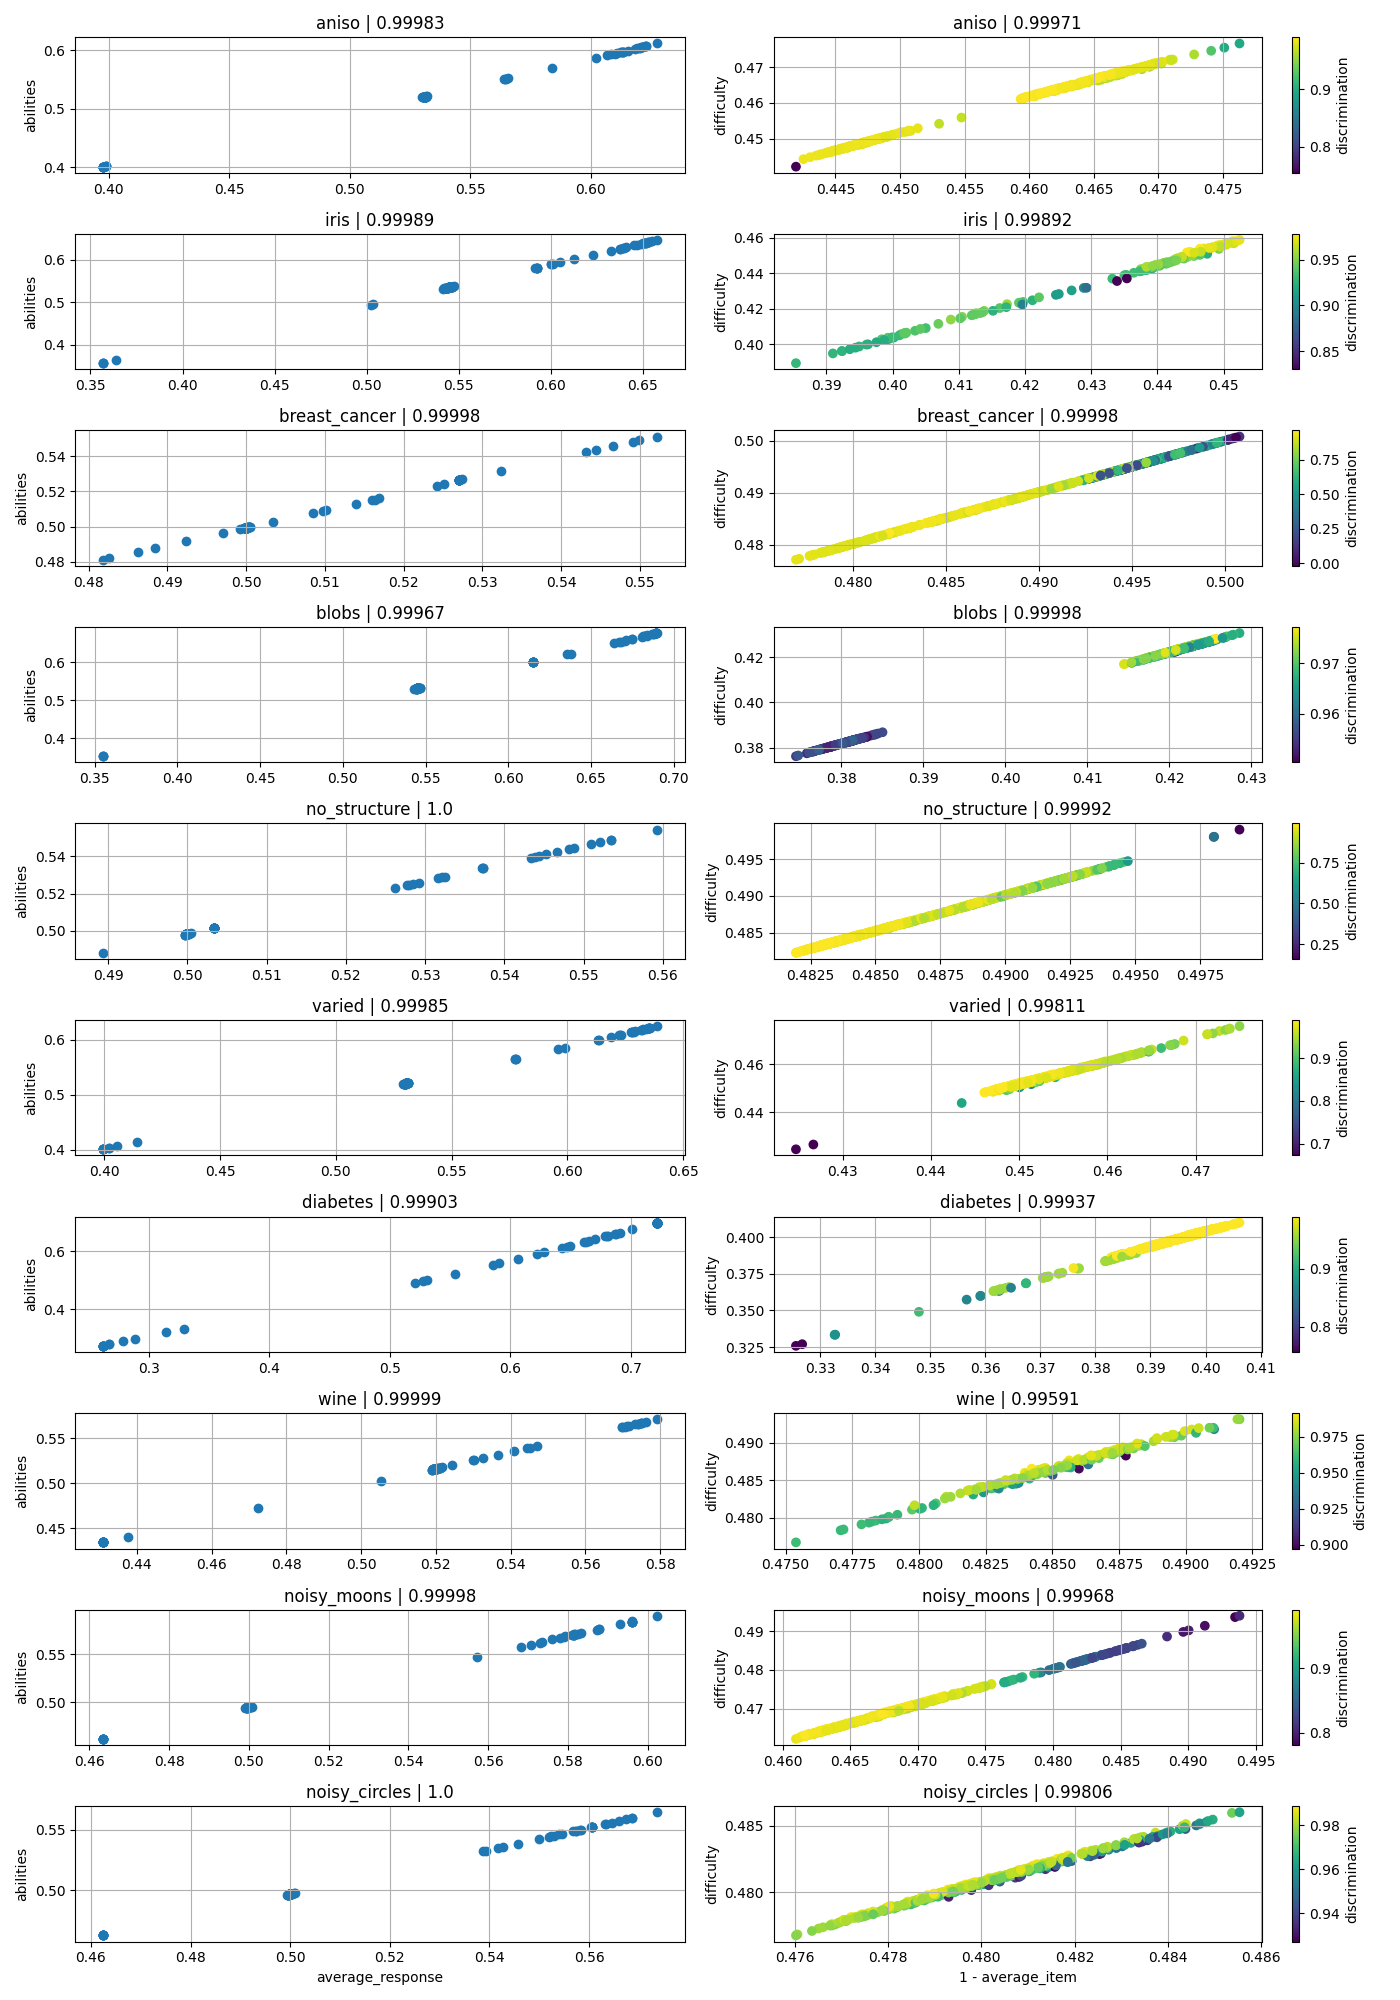 aniso | 0.99983
abilities
0.6
0.5
0.4
0.40 0.45 0.50 0.55 0.60
aniso | 0.99971
difficulty
0.47
0.46
0.45
0.445 0.450 0.455 0.460 0.465 0.470 0.475
0.9
0.8
discrimination
iris | 0.99989
abilities
0.6
0.5
0.4
0.35 0.40 0.45 0.50 0.55 0.60 0.65
iris | 0.99892
difficulty
0.46
0.44
0.42
0.40
0.39 0.40 0.41 0.42 0.43 0.44 0.45
0.95
0.90
0.85
discrimination
breast_cancer | 0.99998
abilities
0.54
0.52
0.50
0.48
0.48 0.49 0.50 0.51 0.52 0.53 0.54 0.55
breast_cancer | 0.99998
difficulty
0.50
0.49
0.48
0.480 0.485 0.490 0.495 0.500
0.75
0.50
0.25
0.00
discrimination
blobs | 0.99967
abilities
0.6
0.5
0.4
0.35 0.40 0.45 0.50 0.55 0.60 0.65 0.70
blobs | 0.99998
difficulty
0.42
0.40
0.38
0.38 0.39 0.40 0.41 0.42 0.43
0.97
0.96
discrimination
no_structure | 1.0
abilities
0.54
0.52
0.50
0.49 0.50 0.51 0.52 0.53 0.54 0.55 0.56
no_structure | 0.99992
difficulty
0.495
0.490
0.485
0.4825 0.4850 0.4875 0.4900 0.4925 0.4950 0.4975
0.75
0.50
0.25
discrimination
varied | 0.99985
abilities
0.6
0.5
0.4
0.40 0.45 0.50 0.55 0.60 0.65
varied | 0.99811
difficulty
0.46
0.44
0.43 0.44 0.45 0.46 0.47
0.9
0.8
0.7
discrimination
diabetes | 0.99903
abilities
0.6
0.4
0.3 0.4 0.5 0.6 0.7
diabetes | 0.99937
difficulty
0.400
0.375
0.350
0.325
0.33 0.34 0.35 0.36 0.37 0.38 0.39 0.40 0.41
0.9
0.8
discrimination
wine | 0.99999
abilities
0.55
0.50
0.45
0.44 0.46 0.48 0.50 0.52 0.54 0.56 0.58
wine | 0.99591
difficulty
0.490
0.485
0.480
0.4750 0.4775 0.4800 0.4825 0.4850 0.4875 0.4900 0.4925
0.975
0.950
0.925
0.900
discrimination
noisy_moons | 0.99998
abilities
0.55
0.50
0.46 0.48 0.50 0.52 0.54 0.56 0.58 0.60
noisy_moons | 0.99968
difficulty
0.49
0.48
0.47
0.460 0.465 0.470 0.475 0.480 0.485 0.490 0.495
0.9
0.8
discrimination
noisy_circles | 1.0
abilities
0.55
0.50
0.46 0.48 0.50 0.52 0.54 0.56
average_response
noisy_circles | 0.99806
difficulty
0.485
0.480
0.476 0.478 0.480 0.482 0.484 0.486
1 - average_item
0.98
0.96
0.94
discrimination